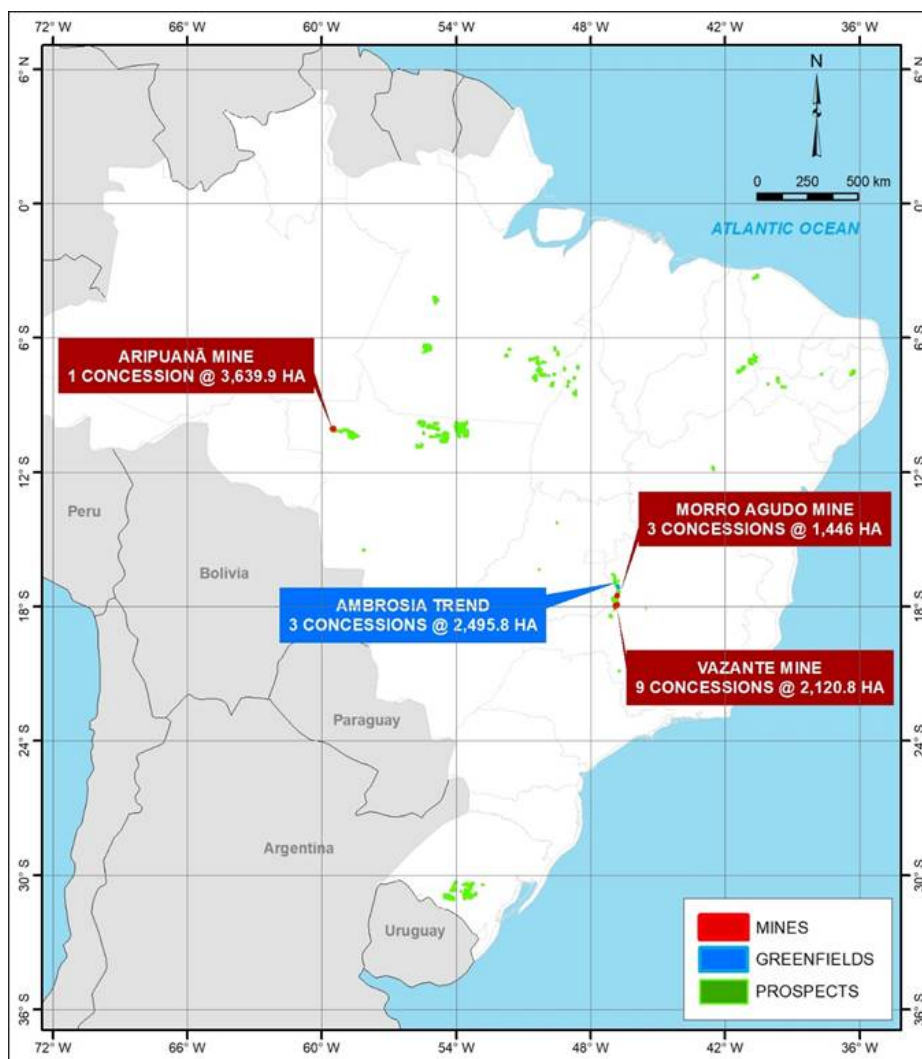 72° W
66° W
60° W
54° W
48° W
42° W
36° W
6°N
6°N
N
0
250
500 km
0°
0°
ATLANTIC OCEAN
6°S
6°S
ARIPUANÃ MINE
1 CONCESSION @ 3,639.9 HA
12°S
12°S
Peru
MORRO AGUDO MINE
3 CONCESSIONS @ 1,446 HA
Bolivia
AMBROSIA TREND
3 CONCESSIONS @ 2,495.8 HA
18°S
18°S
VAZANTE MINE
9 CONCESSIONS @ 2,120.8 HA
Paraguay
24°S
24°S
Argentina
30°S
30°S
Uruguay
MINES
GREENFIELDS
PROSPECTS
36°S
36°S
72° W
66° W
60° W
54° W
48° W
42° W
36° W